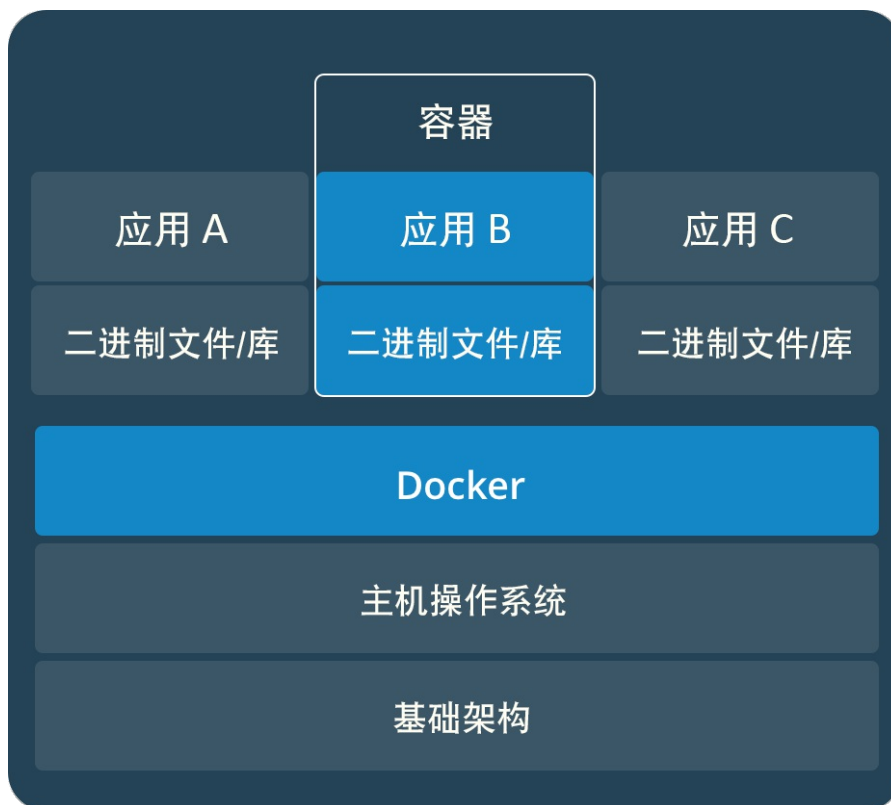 容器
应用 A
应用 B
应用 C
二进制文件/库
二进制文件/库
二进制文件/库
Docker
主机操作系统
基础架构